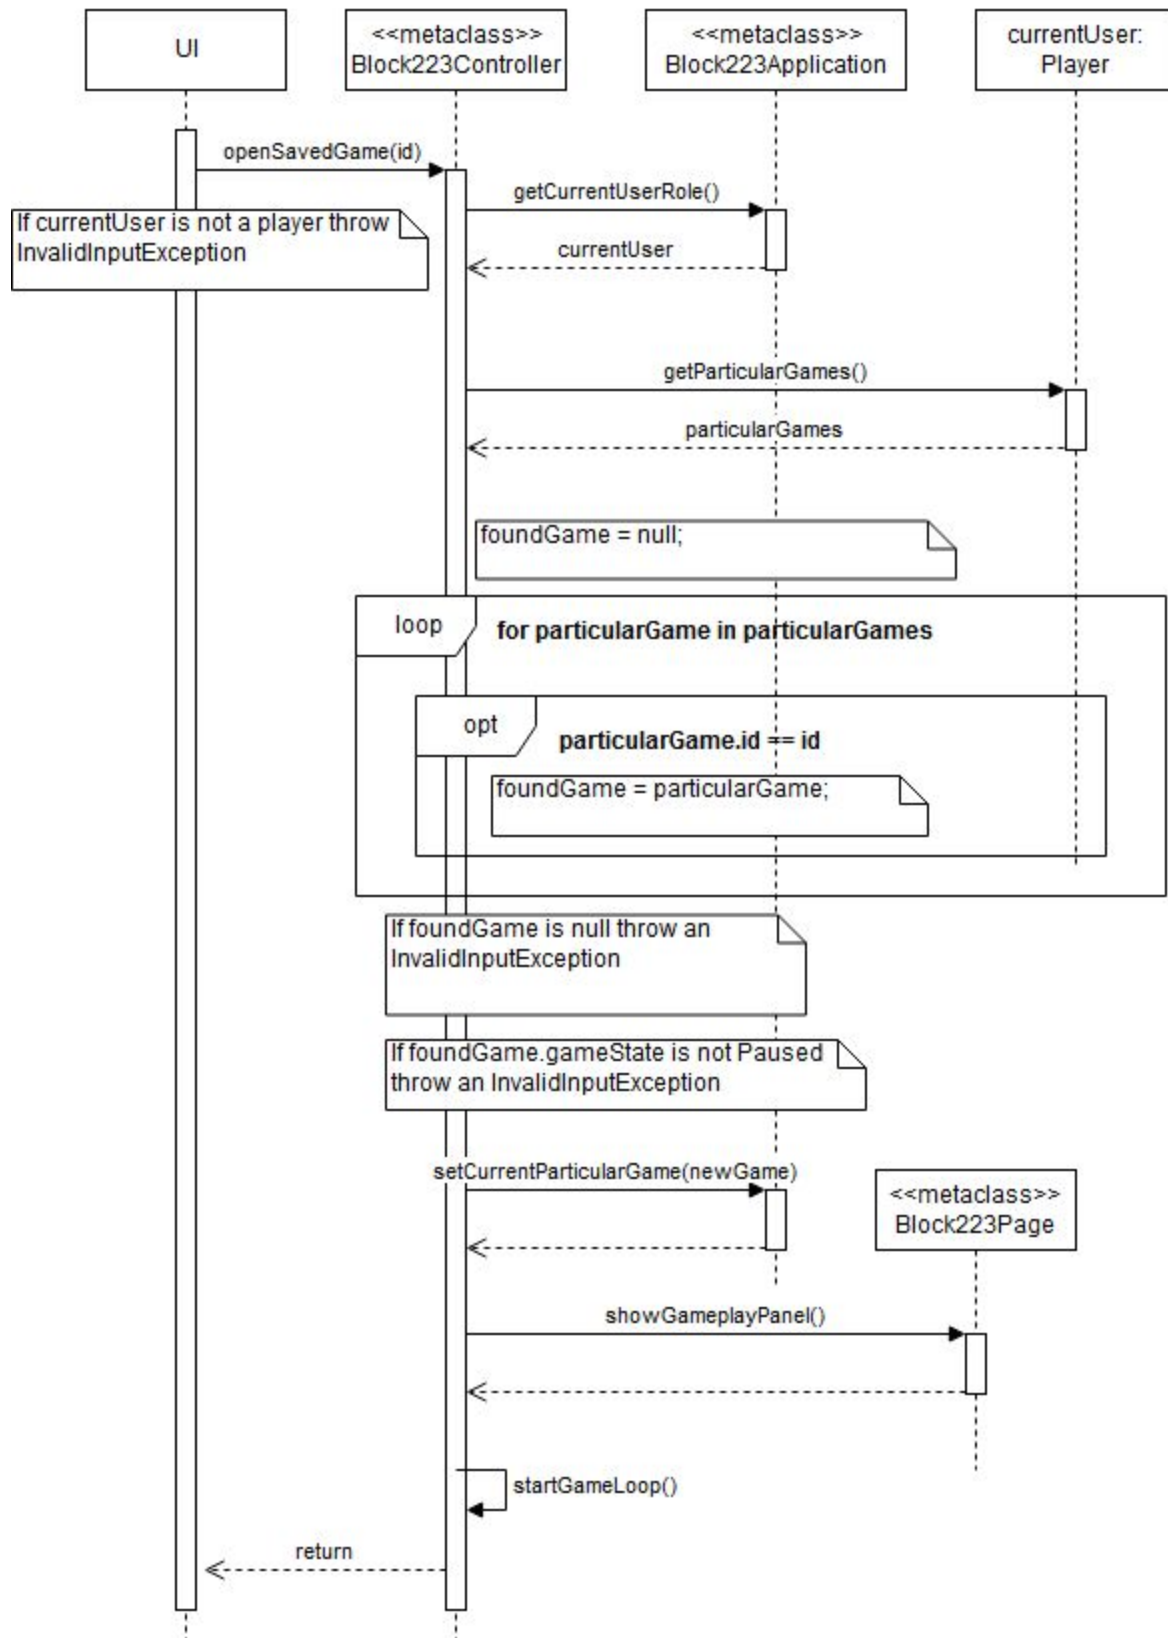 UI
<<metaclass>>
Block223Controller
<<metaclass>>
Block223Application
currentUser:
Player
openSavedGame(id)
getCurrentUserRole()
If currentUser is not a player throw
InvalidInputException
currentUser
getParticularGames()
particularGames
foundGame = null;
loop
for particularGame in particularGames
opt
particularGame.id == id
foundGame = particularGame;
If foundGame is null throw an
InvalidInputException
If foundGame.gameState is not Paused
throw an InvalidInputException
setCurrentParticularGame(newGame)
<<metaclass>>
Block223Page
showGameplayPanel()
startGameLoop()
return